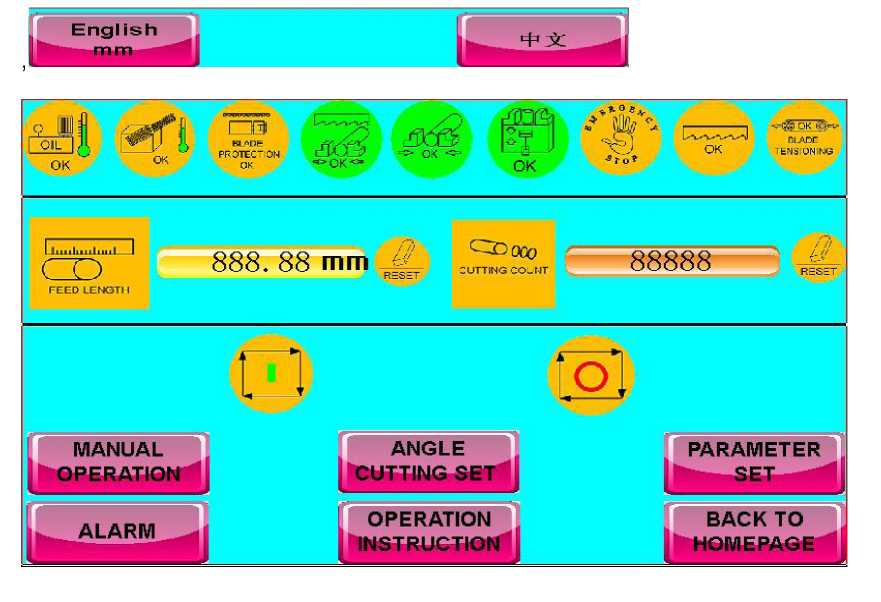 English
mm
中文
,
OIL
OK
OK
BLADE
PROTECTION
OK
OK
OK
OK
EMERGENCY
STOP
OK
OK
BLADE
TENSIONING
FEED LENGTH
888.88 mm
RESET
CUTTING COUNT
88888
RESET
MANUAL
OPERATION
ANGLE
CUTTING SET
PARAMETER
SET
ALARM
OPERATION
INSTRUCTION
BACK TO
HOMEPAGE